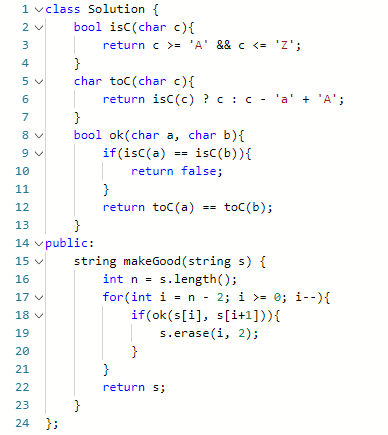 1 class Solution {
2     bool isC(char c){
3         return c >= 'A' && c <= 'Z';
4     }
5     char toC(char c){
6         return isC(c) ? c : c - 'a' + 'A';
7     }
8     bool ok(char a, char b){
9         if(isC(a) == isC(b)){
10             return false;
11         }
12         return toC(a) == toC(b);
13     }
14 public:
15     string makeGood(string s) {
16         int n = s.length();
17         for(int i = n - 2; i >= 0; i--){
18             if(ok(s[i], s[i+1])){
19                 s.erase(i, 2);
20             }
21         }
22         return s;
23     }
24 };